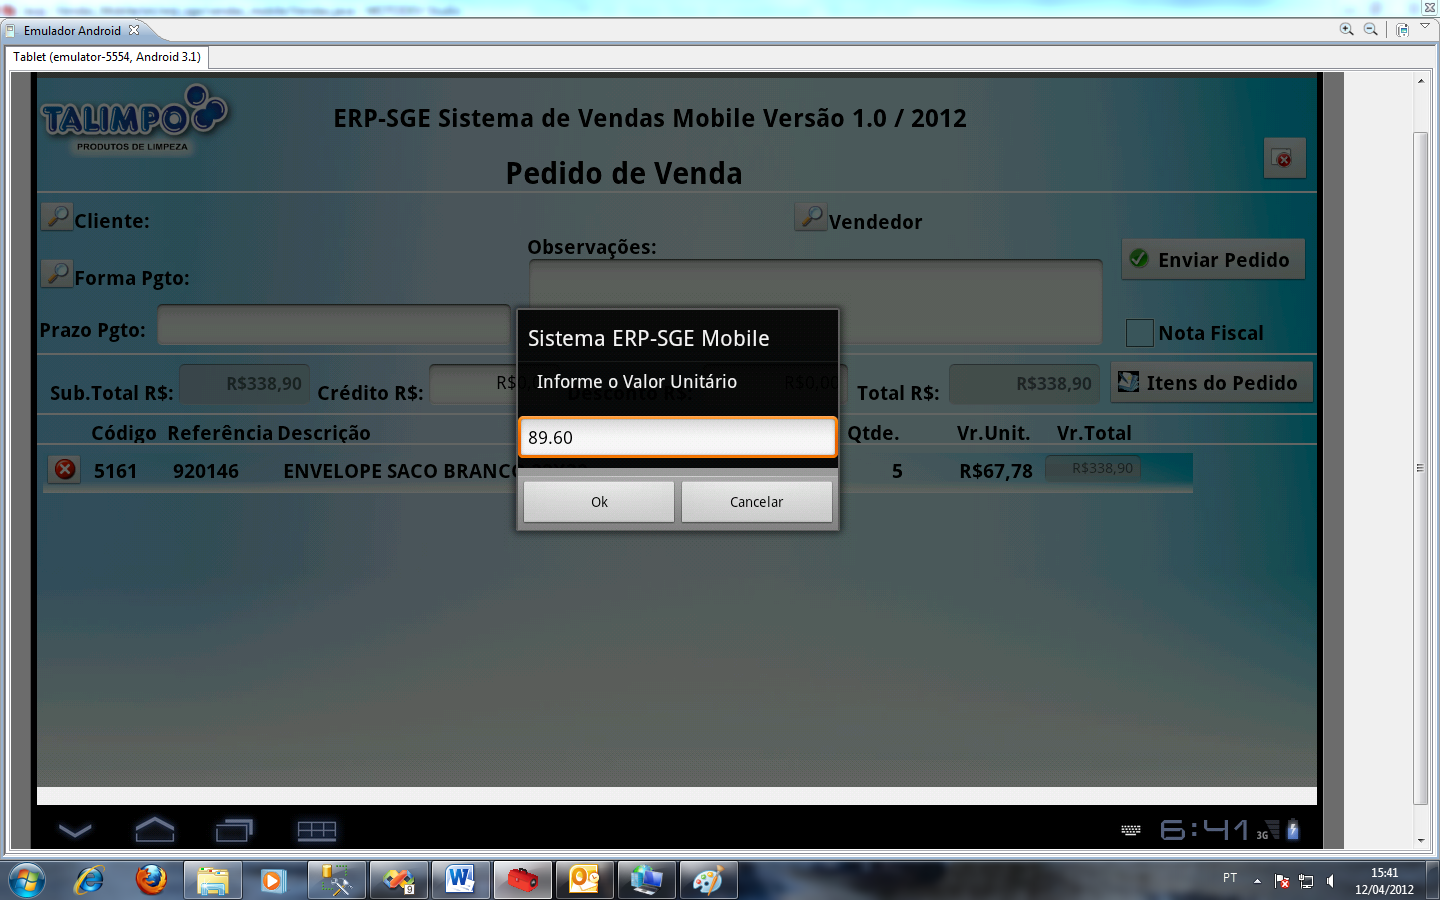 Emulador Android
Tablet (emulator-5554, Android 3.1)
TALIMPO
PRODUTOS DE LIMPEZA
ERP-SGE Sistema de Vendas Mobile Versão 1.0 / 2012
Pedido de Venda
Cliente:
Vendedor
Observações:
Enviar Pedido
Forma Pgto:
Prazo Pgto:
Nota Fiscal
Sistema ERP-SGE Mobile
Informe o Valor Unitário
89.60
Ok
Cancelar
Sub.Total R$: R$338,90 Crédito R$: R$0, Desconto R$: R$0,00 Total R$: R$338,90 Itens do Pedido
Código Referência Descrição Qtde. Vr.Unit. Vr.Total
5161 920146 ENVELOPE SACO BRANCO 5 R$67,78 R$338,90
3G
6:41
9
PT
15:41
12/04/2012